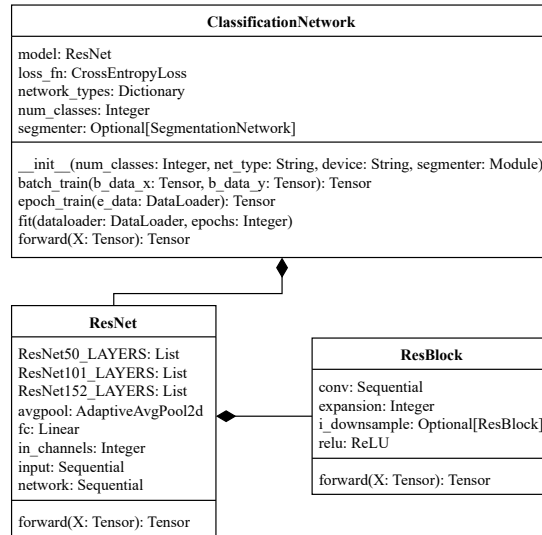 ClassificationNetwork
model: ResNet
loss_fn: CrossEntropyLoss
network_types: Dictionary
num_classes: Integer
segmenter: Optional[SegmentationNetwork]
__init__(num_classes: Integer, net_type: String, device: String, segmenter: Module)
batch_train(b_data_x: Tensor, b_data_y: Tensor): Tensor
epoch_train(e_data: DataLoader): Tensor
fit(dataloader: DataLoader, epochs: Integer)
forward(X: Tensor): Tensor
ResNet
ResNet50_LAYERS: List
ResNet101_LAYERS: List
ResNet152_LAYERS: List
avgpool: AdaptiveAvgPool2d
fc: Linear
in_channels: Integer
input: Sequential
network: Sequential
forward(X: Tensor): Tensor
ResBlock
conv: Sequential
expansion: Integer
i_downsample: Optional[ResBlock]
relu: ReLU
forward(X: Tensor): Tensor